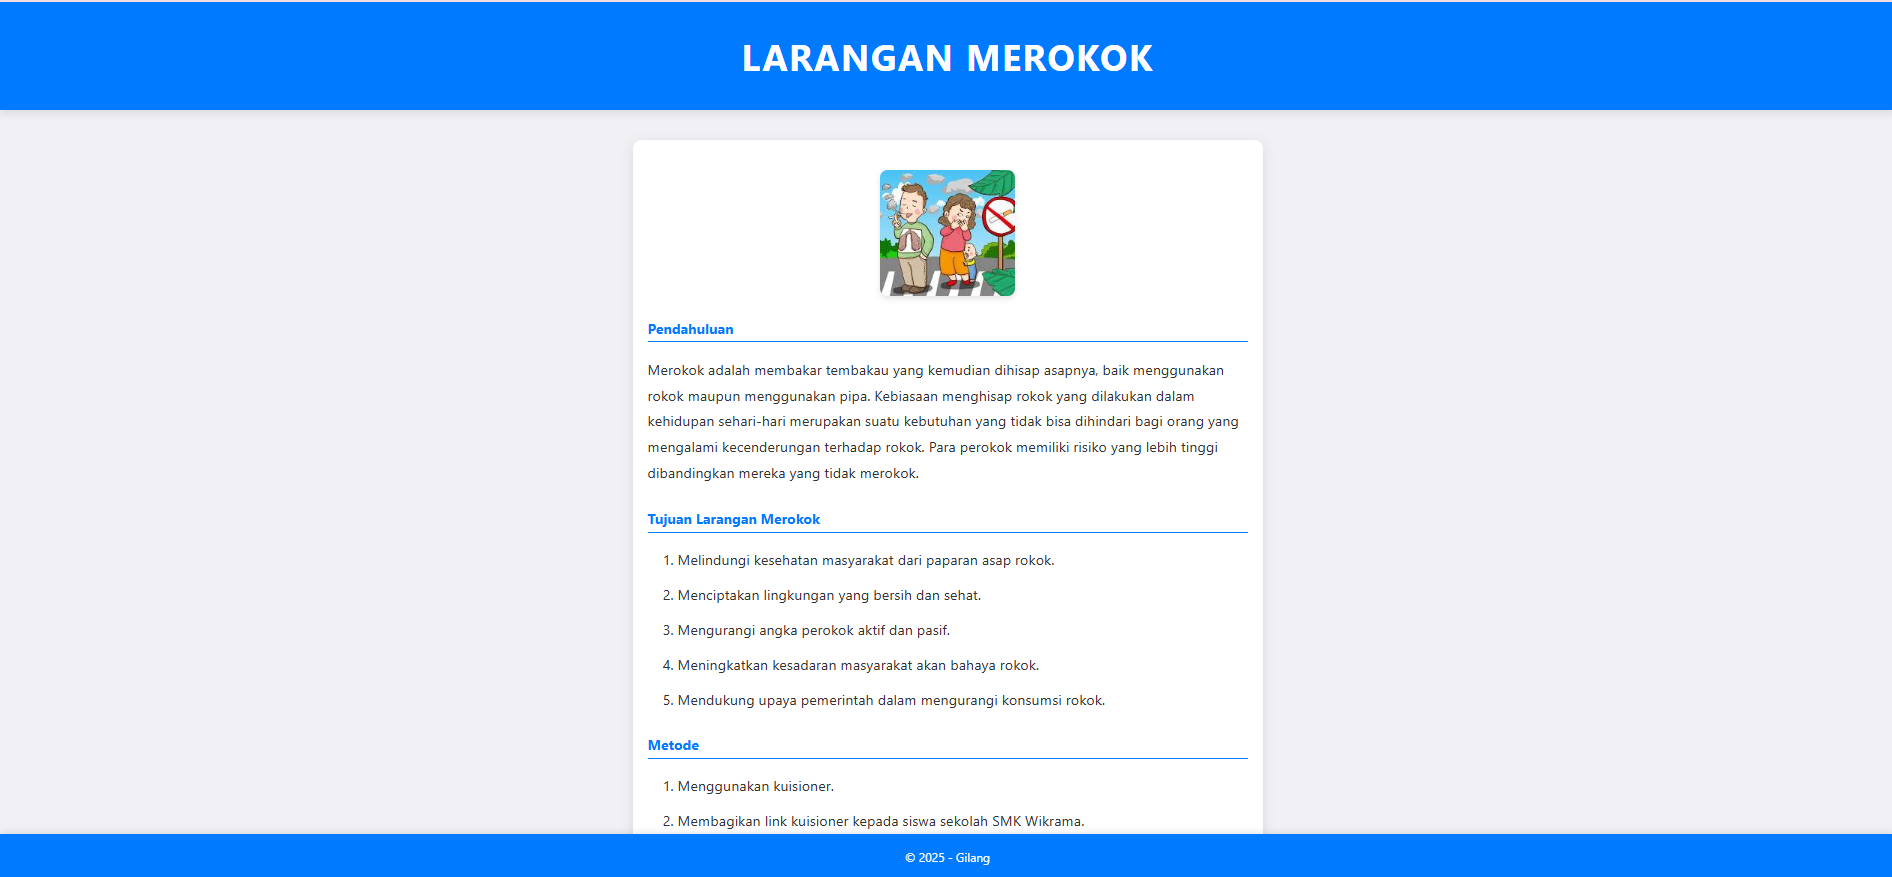 LARANGAN MEROKOK
Pendahuluan
Merokok adalah membakar tembakau yang kemudian dihisap asapnya, baik menggunakan
rokok maupun menggunakan pipa. Kebiasaan menghisap rokok yang dilakukan dalam
kehidupan sehari-hari merupakan suatu kebutuhan yang tidak bisa dihindari bagi orang yang
mengalami kecenderungan terhadap rokok. Para perokok memiliki risiko yang lebih tinggi
dibandingkan mereka yang tidak merokok.
Tujuan Larangan Merokok
1. Melindungi kesehatan masyarakat dari paparan asap rokok.
2. Menciptakan lingkungan yang bersih dan sehat.
3. Mengurangi angka perokok aktif dan pasif.
4. Meningkatkan kesadaran masyarakat akan bahaya rokok.
5. Mendukung upaya pemerintah dalam mengurangi konsumsi rokok.
Metode
1. Menggunakan kuisioner.
2. Membagikan link kuisioner kepada siswa sekolah SMK Wikrama.
© 2025 - Gilang